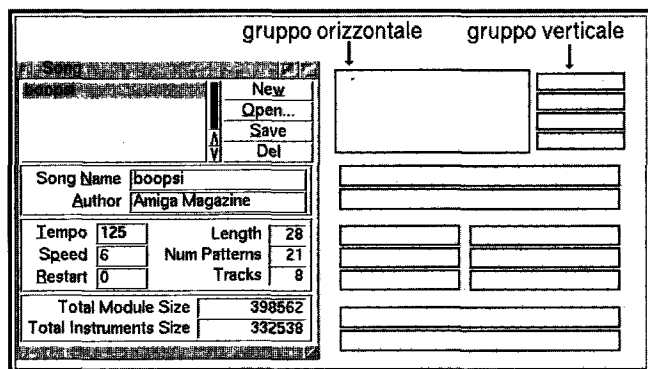 gruppo orizzontale gruppo verticale
Song
boopsi
New
Open...
Save
Del
Song Name boopsi
Author Amiga Magazine
Tempo 125 Length 28
Speed 6 Num Patterns 21
Restart 0 Tracks 8
Total Module Size 398562
Total Instruments Size 332538